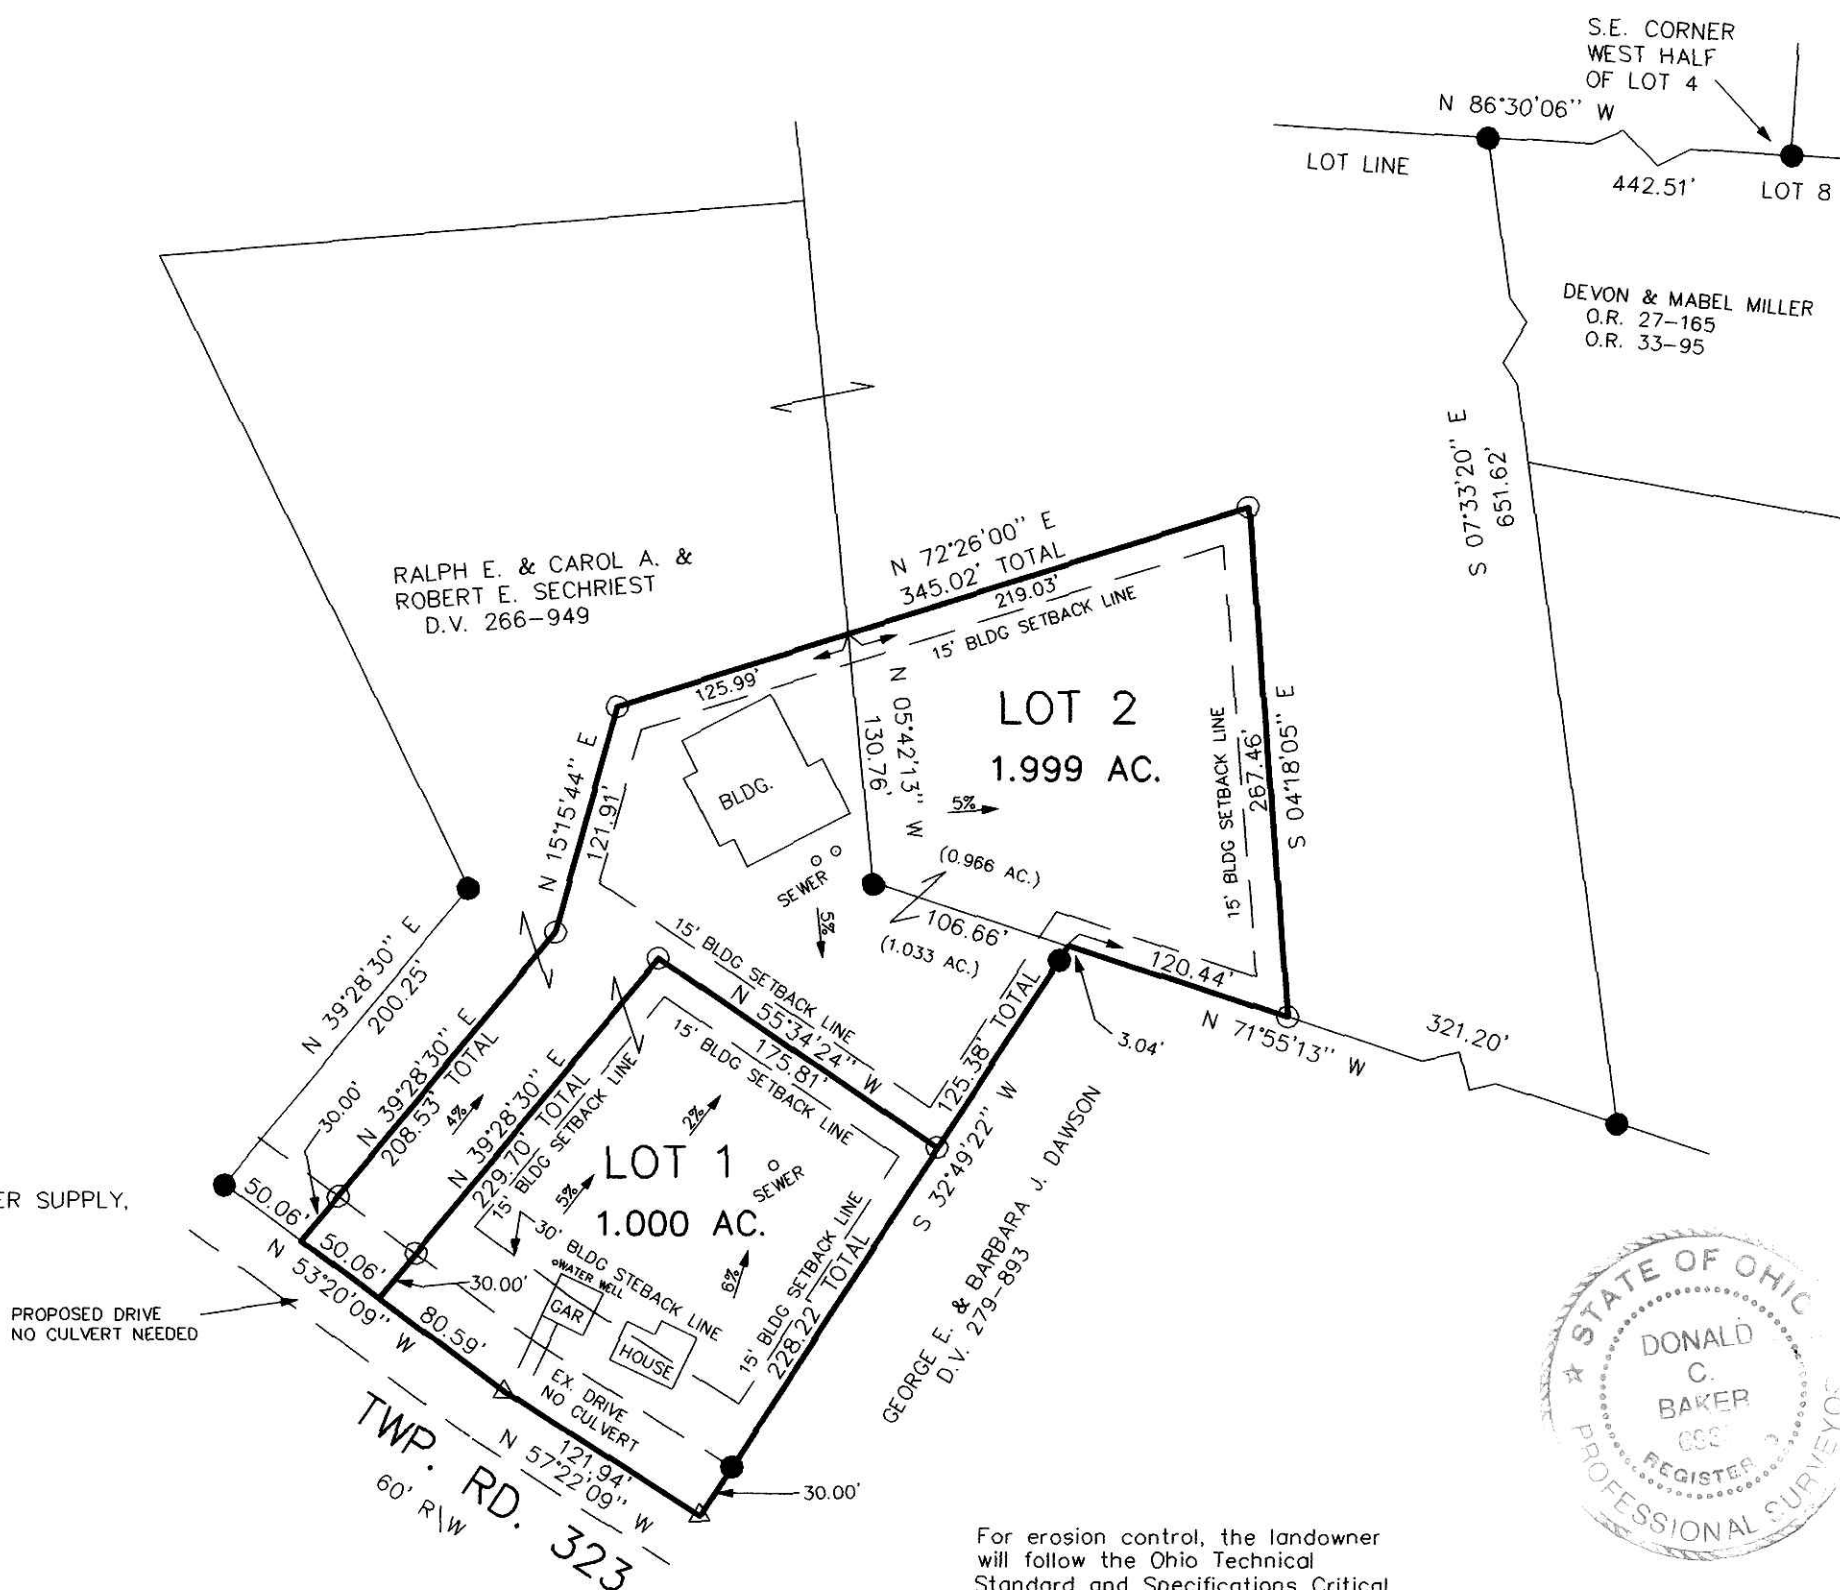 S.E. CORNER
WEST HALF
OF LOT 4
N 86°30'06" W
LOT LINE
442.51'
LOT 8
DEVON & MABEL MILLER
O.R. 27-165
O.R. 33-95
S 07°33'20" E
651.62'
RALPH E. & CAROL A. &
ROBERT E. SECHRIEST
D.V. 266-949
N 72°26'00" E
345.02' TOTAL
219.03'
15' BLDG SETBACK LINE
125.99'
N 05°42'13" W
130.76'
LOT 2
1.999 AC.
15' BLDG SETBACK LINE
267.46'
S 04°18'05" E
N 15°15'44" E
121.91'
BLDG.
5%
SEWER
5%
(0.966 AC.)
106.66'
(1.033 AC.)
120.44'
3.04'
N 71°55'13" W
321.20'
N 39°28'30" E
200.25'
N 39°28'30" E
208.53' TOTAL
4%
30.00'
15' BLDG SETBACK LINE
N 55°34'24" W
175.81'
15' BLDG SETBACK LINE
125.38' TOTAL
S 32°49'22" W
N 39°28'30" E
229.70' TOTAL
15' BLDG SETBACK LINE
2%
LOT 1
1.000 AC.
5%
SEWER
6%
30' BLDG STEBACK LINE
WATER WELL
GAR
HOUSE
15' BLDG SETBACK LINE
228.22' TOTAL
GEORGE E. & BARBARA J. DAWSON
D.V. 279-893
ER SUPPLY,
50.06'
50.06'
30.00'
N 53°20'09" W
80.59'
PROPOSED DRIVE
NO CULVERT NEEDED
EX. DRIVE
NO CULVERT
121.94'
N 57°22'09" W
30.00'
TWP. RD. 323
60' R\W
STATE OF OHIO
DONALD
C.
BAKER
REGISTER
PROFESSIONAL SURVEYOR
For erosion control, the landowner
will follow the Ohio Technical
Standard and Specifications Critical